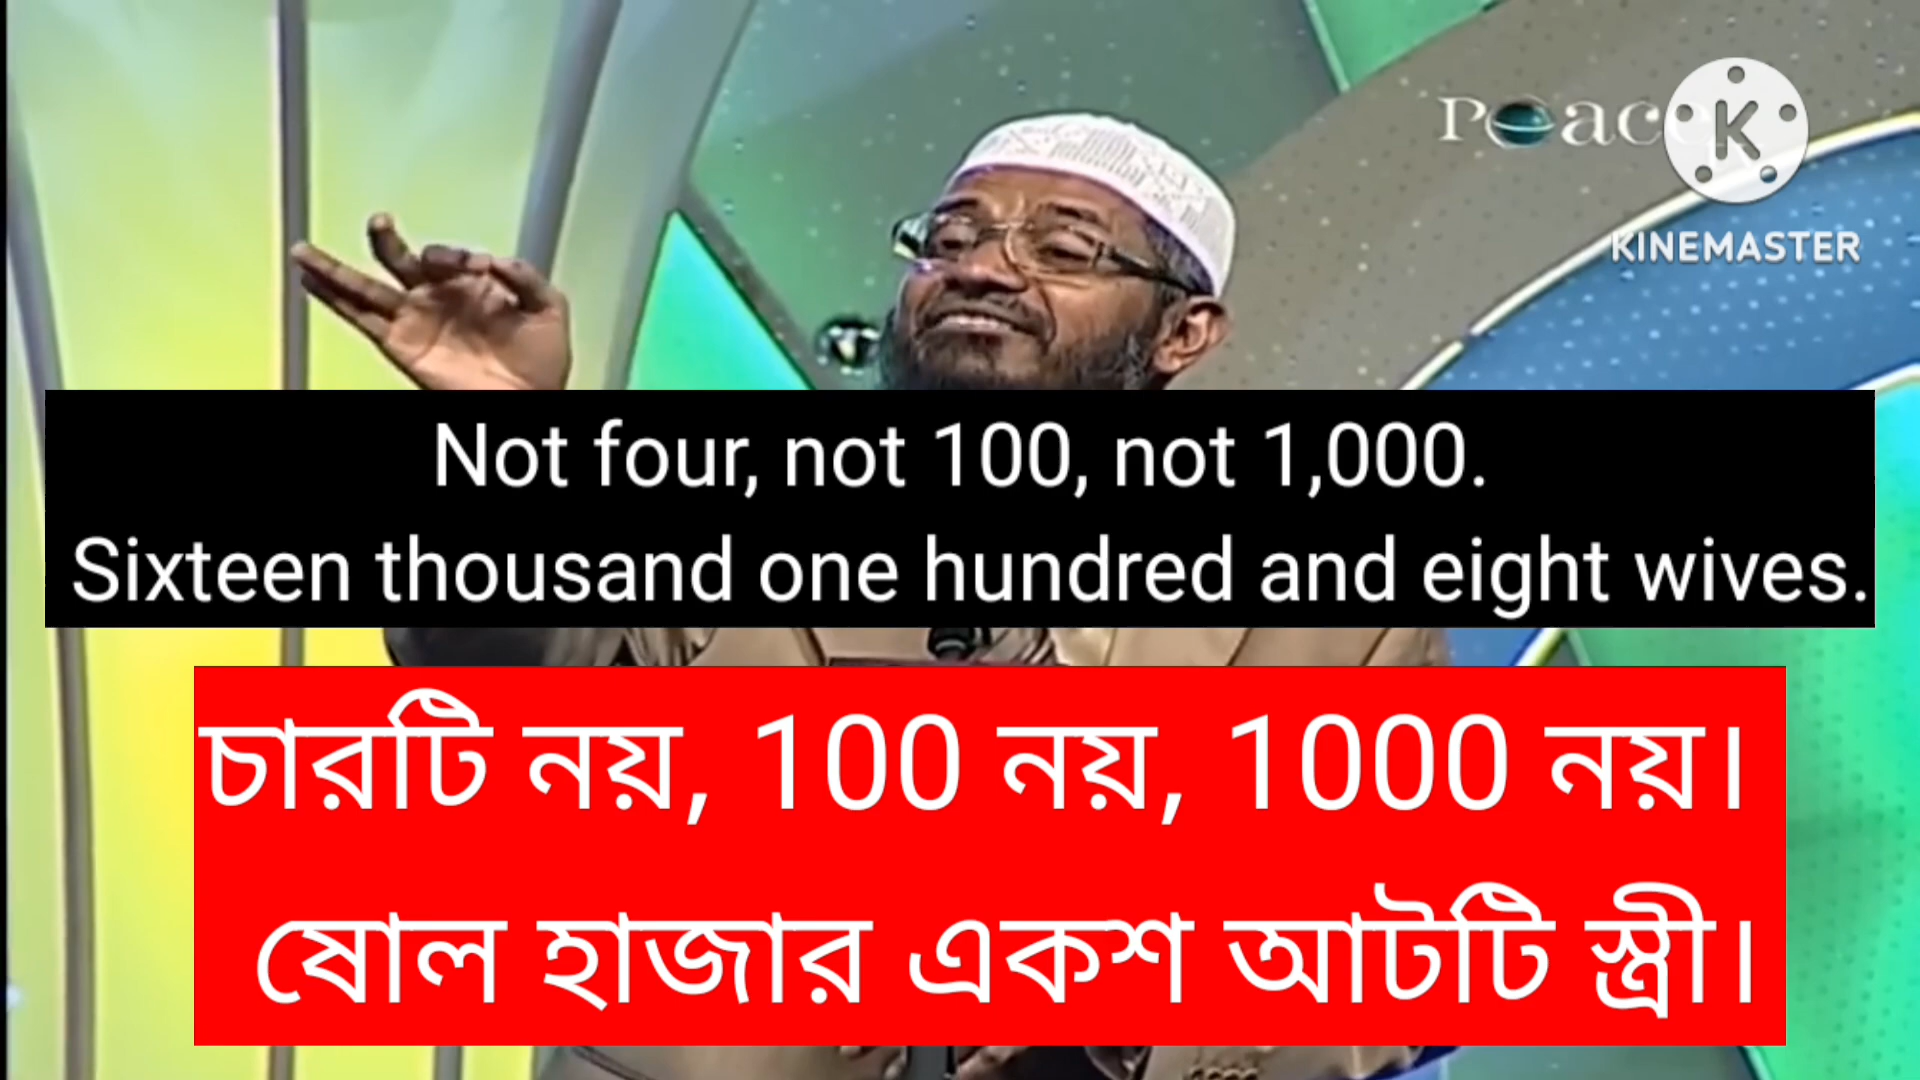 peace
K
KINEMASTER
Not four, not 100, not 1,000.
Sixteen thousand one hundred and eight wives.
চারটি নয়, 100 নয়, 1000 নয়।
ষোল হাজার একশ আটটি স্ত্রী।